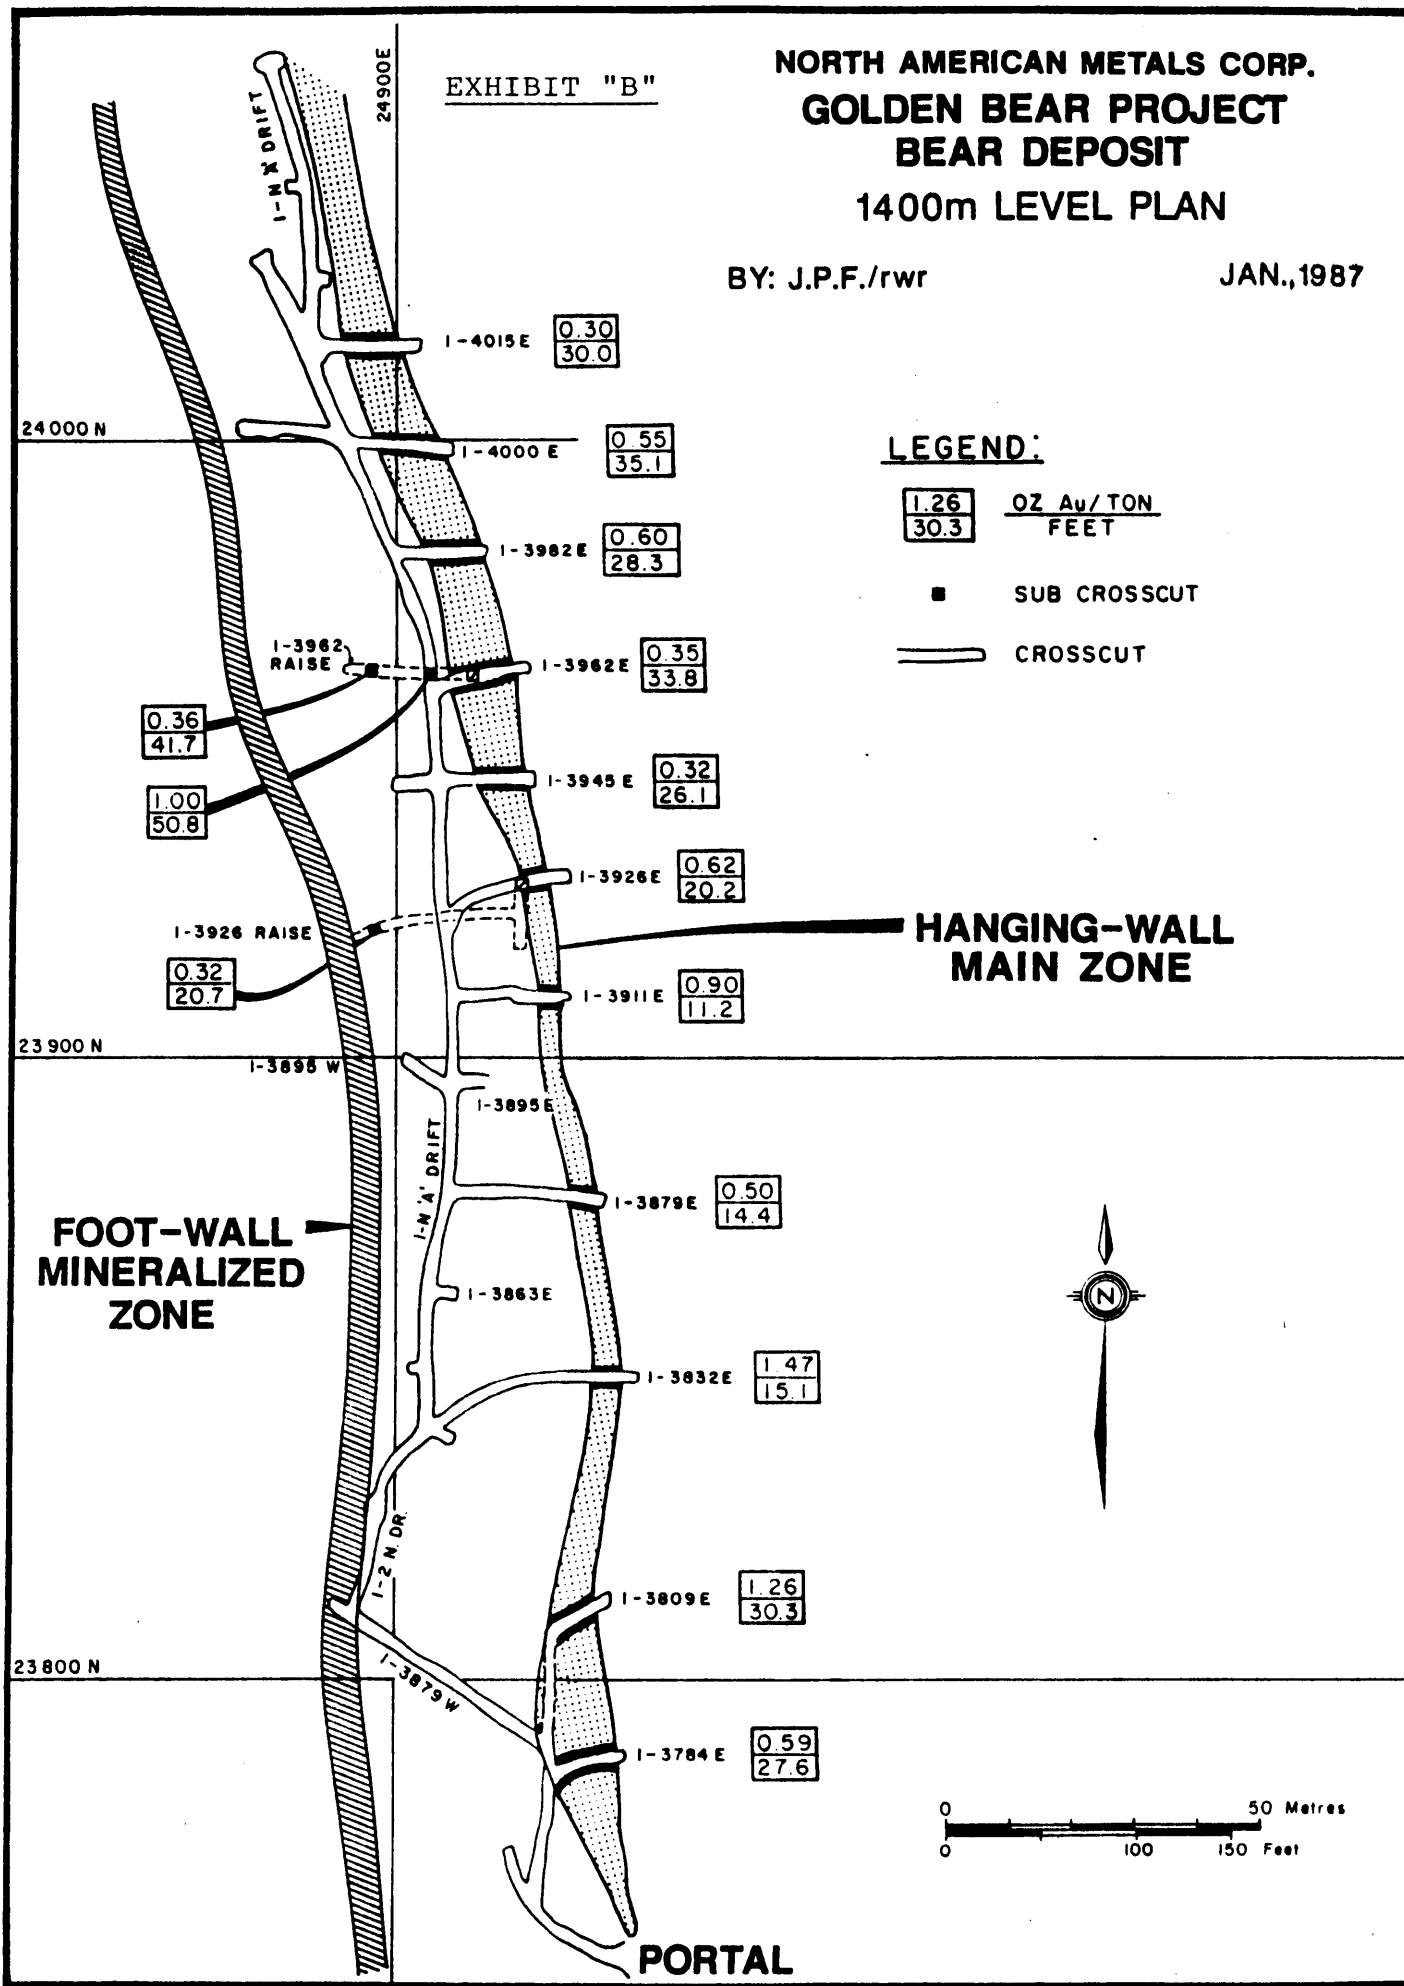 EXHIBIT "B"
NORTH AMERICAN METALS CORP.
GOLDEN BEAR PROJECT
BEAR DEPOSIT
1400m LEVEL PLAN
BY: J.P.F./rwr
JAN., 1987
24900E
1-N 'A' DRIFT
1-4015E
0.30
30.0
24000 N
1-4000 E
0.55
35.1
LEGEND:
1.26
30.3
OZ Au/TON
FEET
SUB CROSSCUT
CROSSCUT
1-3982E
0.60
28.3
1-3962
RAISE
1-3962E
0.35
33.8
0.36
41.7
1.00
50.8
1-3945 E
0.32
26.1
1-3926E
0.62
20.2
1-3926 RAISE
0.32
20.7
HANGING-WALL
MAIN ZONE
1-3911E
0.90
11.2
23900 N
1-3895 W
1-3895E
1-N 'A' DRIFT
1-3879E
0.50
14.4
FOOT-WALL
MINERALIZED
ZONE
1-3863E
N
1-3832E
1.47
15.1
1-2 N. DR.
1-3809E
1.26
30.3
23800 N
1-3879 W
1-3784 E
0.59
27.6
0 50 Metres
0 100 150 Feet
PORTAL